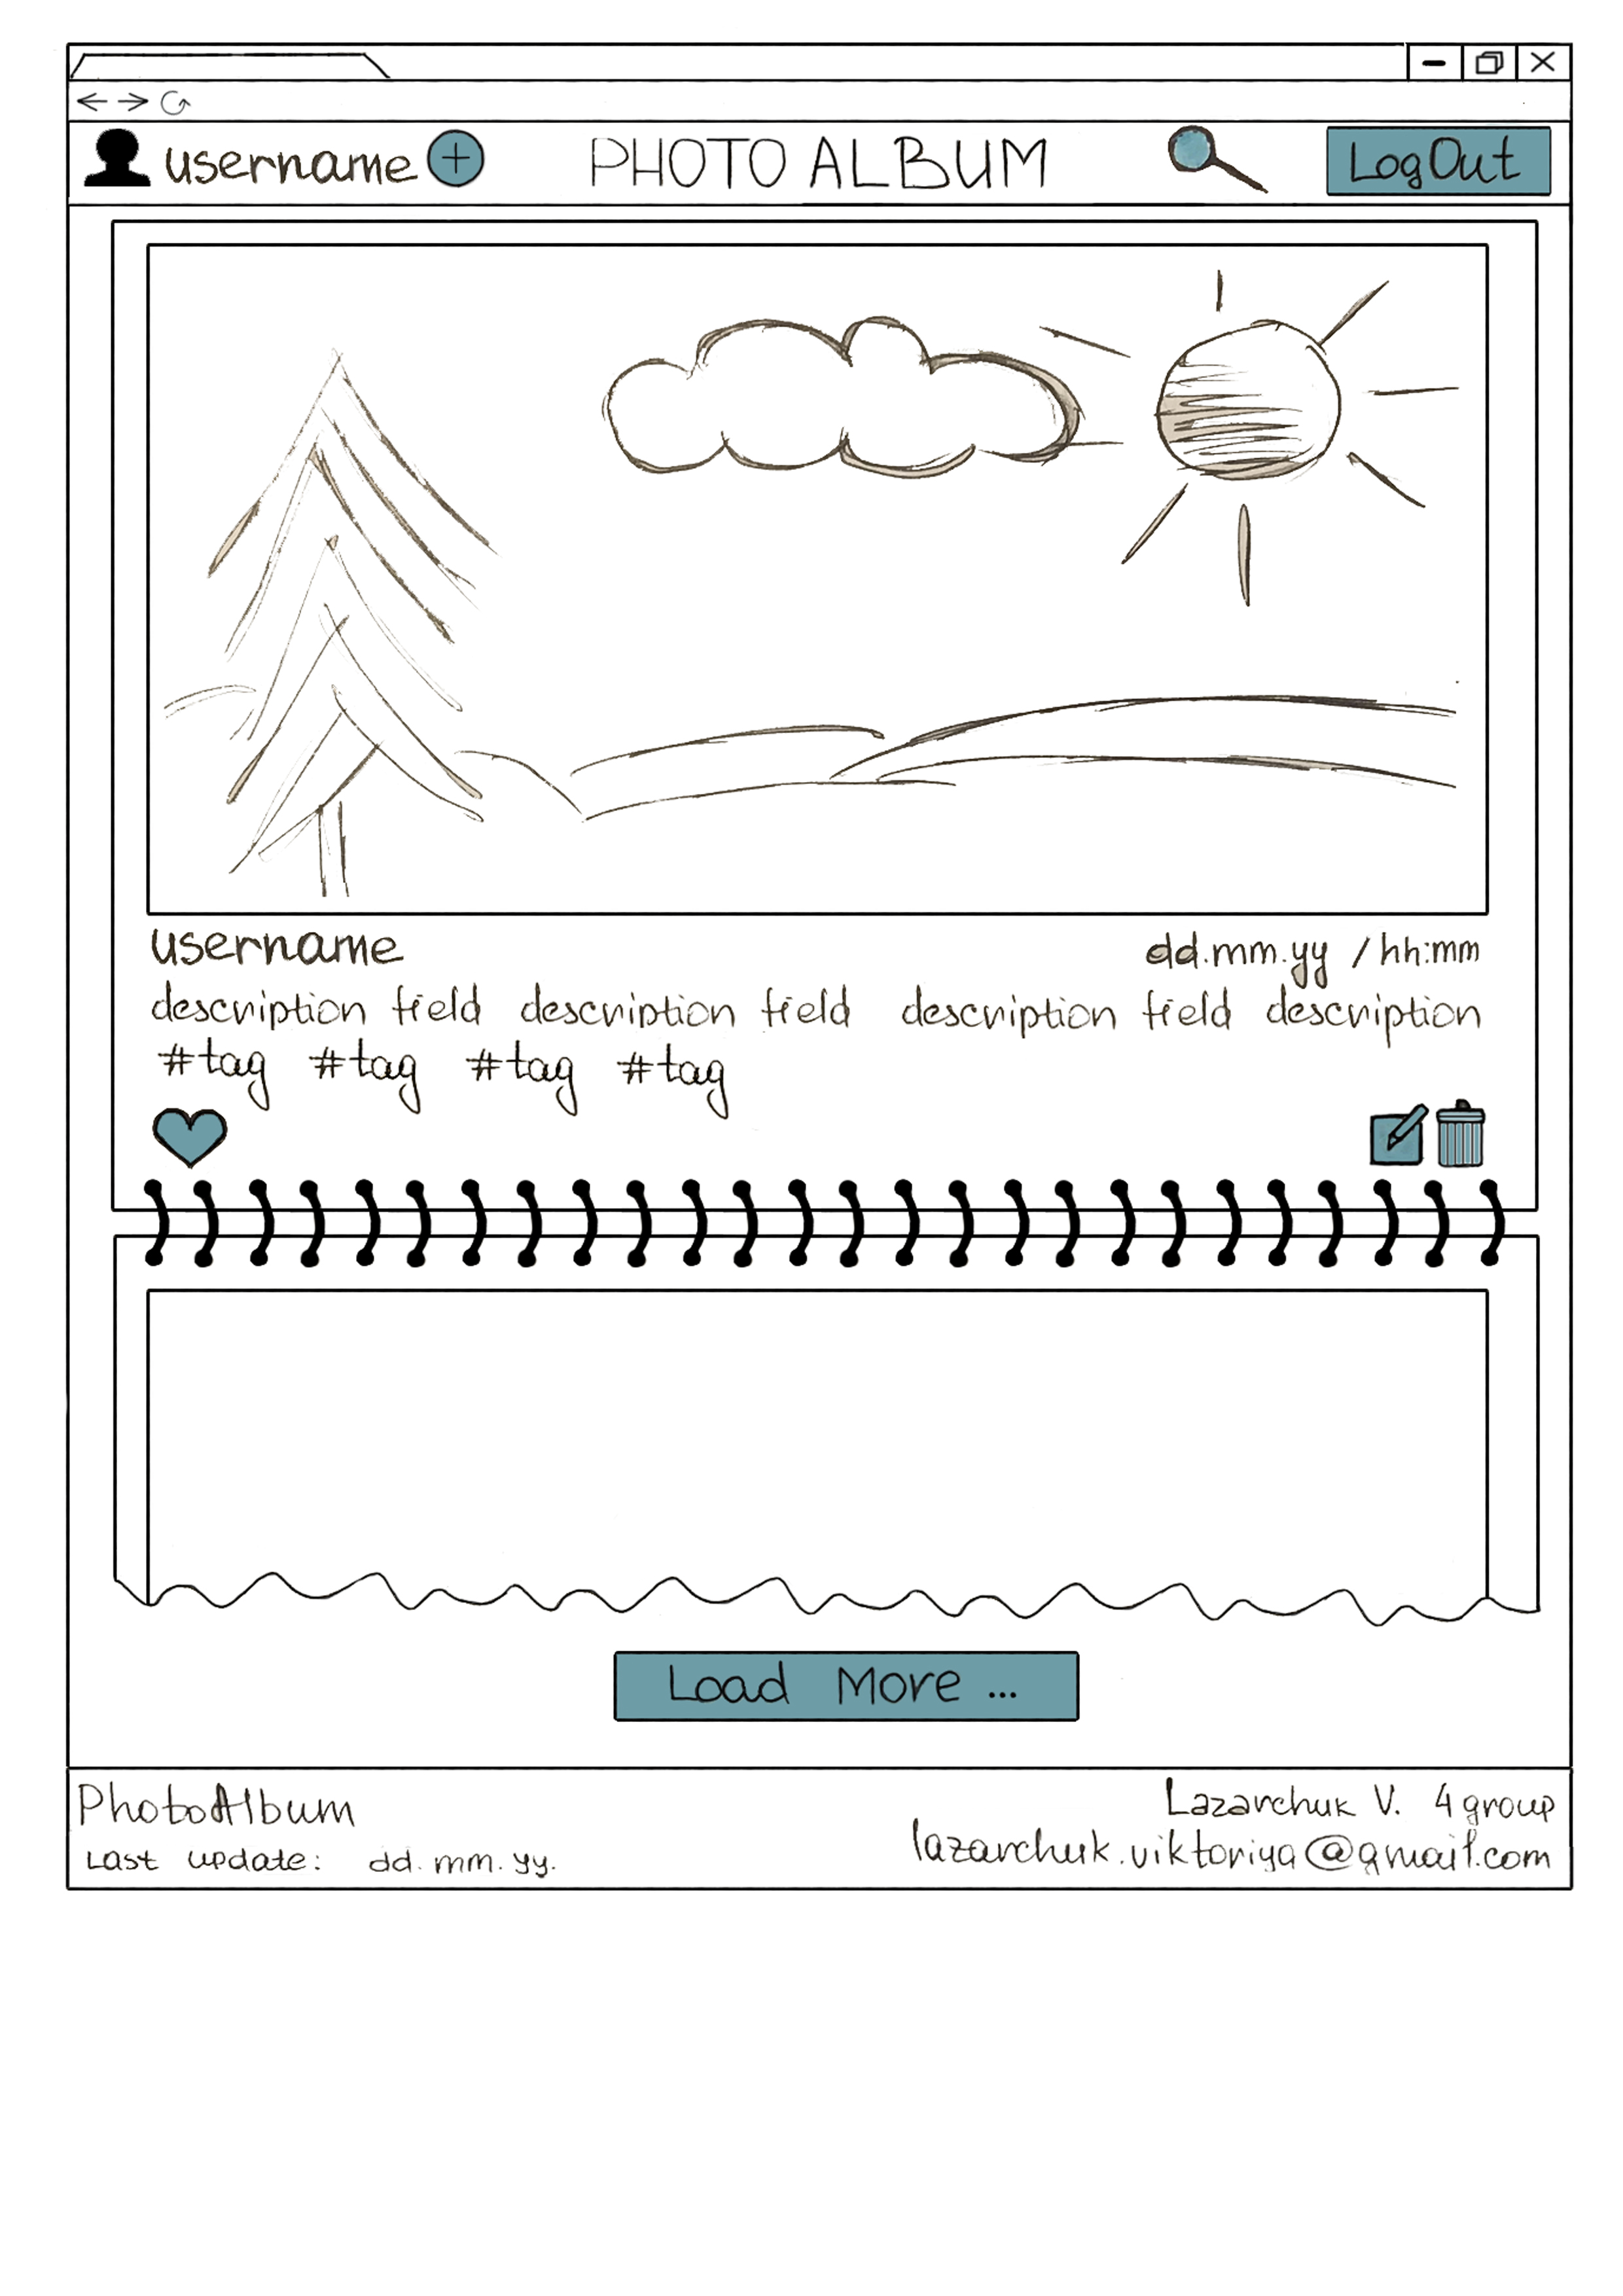 username + PHOTO ALBUM LogOut
username dd.mm.yy / hh:mm
description field description field description field description
#tag #tag #tag #tag
Load More ...
PhotoAlbum Lazarchuk V. 4 group
Last update: dd.mm.yy. lazarchuk.viktoriya@gmail.com